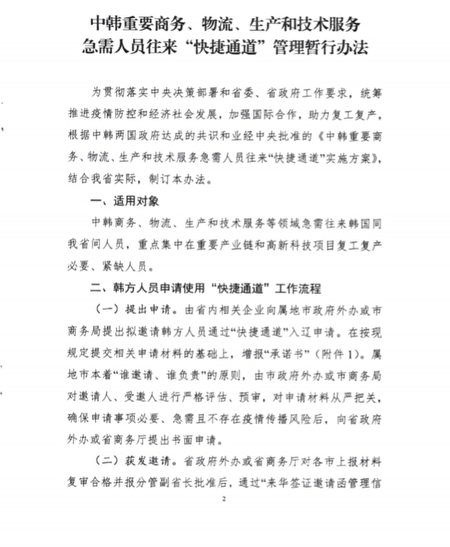 中韩重要商务、物流、生产和技术服务
急需人员往来“快捷通道”管理暂行办法
为贯彻落实中央决策部署和省委、省政府工作要求，统筹
推进疫情防控和经济社会发展，加强国际合作，助力复工复产，
根据中韩两国政府达成的共识和业经中央批准的《中韩重要商
务、物流、生产和技术服务急需人员往来“快捷通道”实施方案》，
结合我省实际，制订本办法。
一、适用对象
中韩商务、物流、生产和技术服务等领域急需往来韩国同
我省间人员，重点集中在重要产业链和高新科技项目复工复产
必要、紧缺人员。
二、韩方人员申请使用“快捷通道”工作流程
（一）提出申请。由省内相关企业向属地市政府外办或市
商务局提出拟邀请韩方人员通过“快捷通道”入辽申请。在按现
规定提交相关申请材料的基础上，增报“承诺书”（附件1）。属
地市本着“谁邀请、谁负责”的原则，由市政府外办或市商务局
对邀请人、受邀人进行严格评估、预审，对申请材料从严把关，
确保申请事项必要、急需且不存在疫情传播风险后，向省政府
外办或省商务厅提出书面申请。
（二）获发邀请。省政府外办或省商务厅对各市上报材料
复审合格并报分管副省长批准后，通过“来华签证邀请函管理信
2